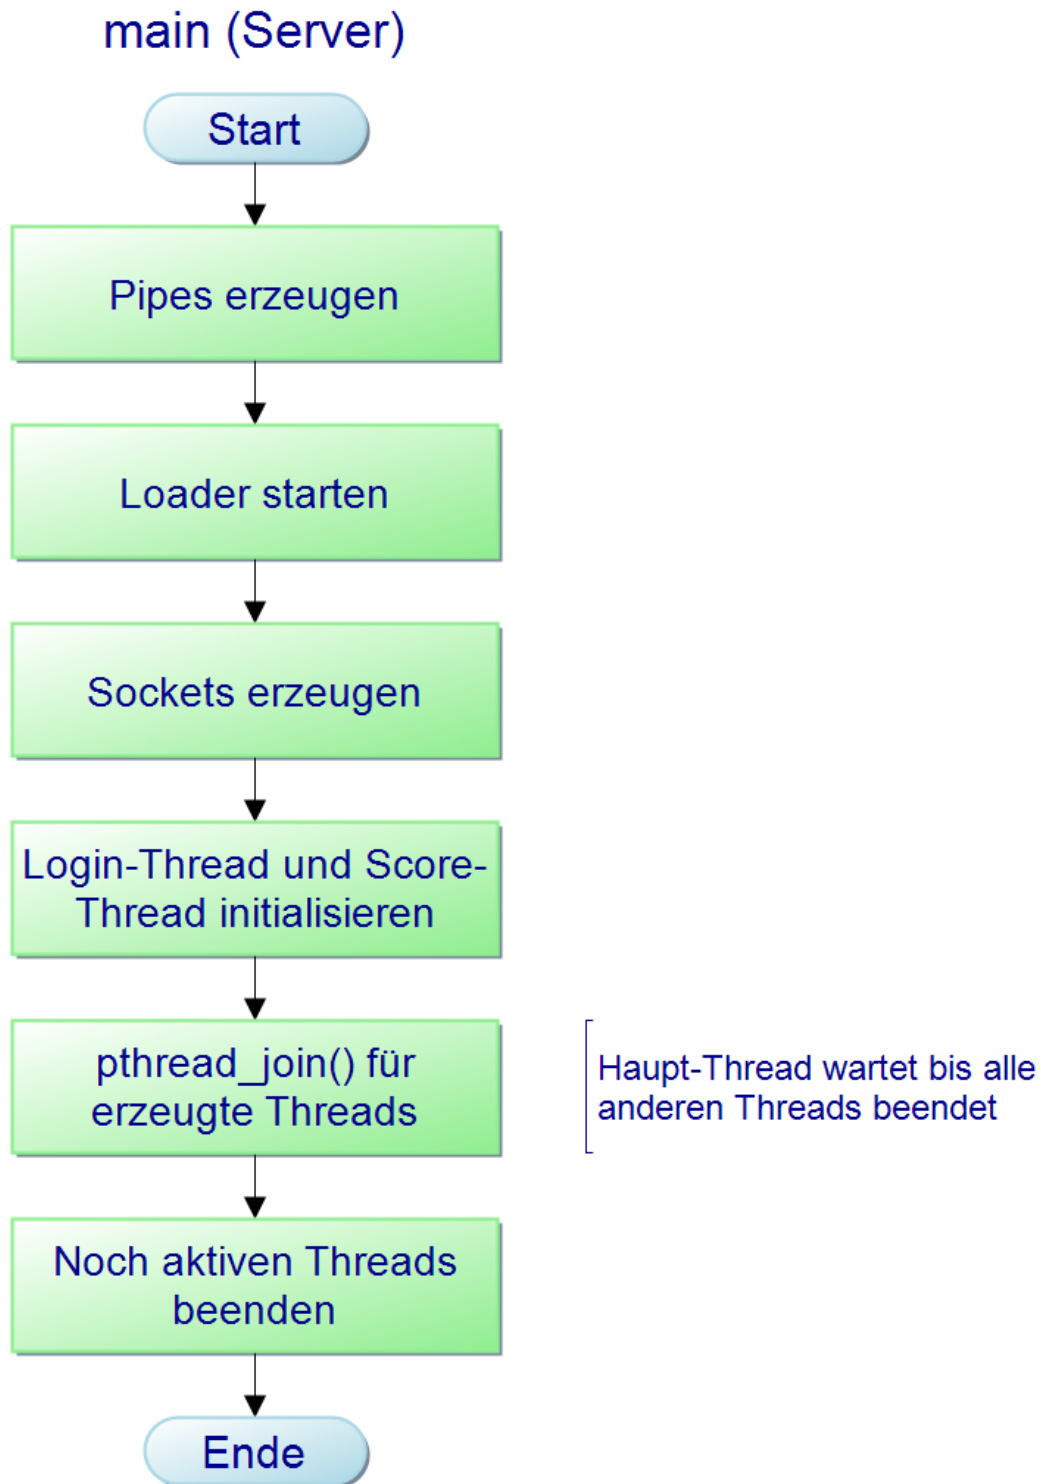 main (Server)
Start
Pipes erzeugen
Loader starten
Sockets erzeugen
Login-Thread und Score-
Thread initialisieren
pthread_join() für
erzeugte Threads
Haupt-Thread wartet bis alle
anderen Threads beendet
Noch aktiven Threads
beenden
Ende